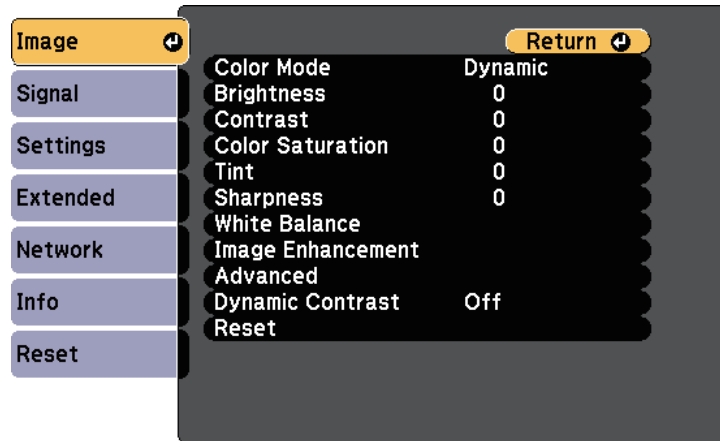 Image
Signal
Settings
Extended
Network
Info
Reset
Return
Color Mode Dynamic
Brightness 0
Contrast 0
Color Saturation 0
Tint 0
Sharpness 0
White Balance
Image Enhancement
Advanced
Dynamic Contrast Off
Reset